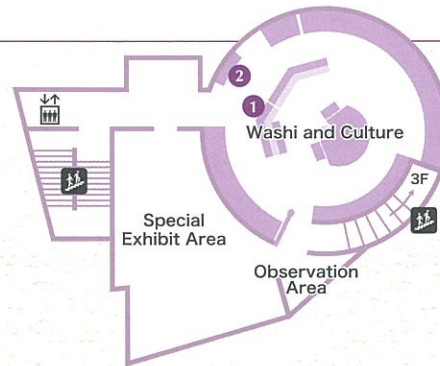 2
1
Washi and Culture
3F
Special
Exhibit Area
Observation
Area